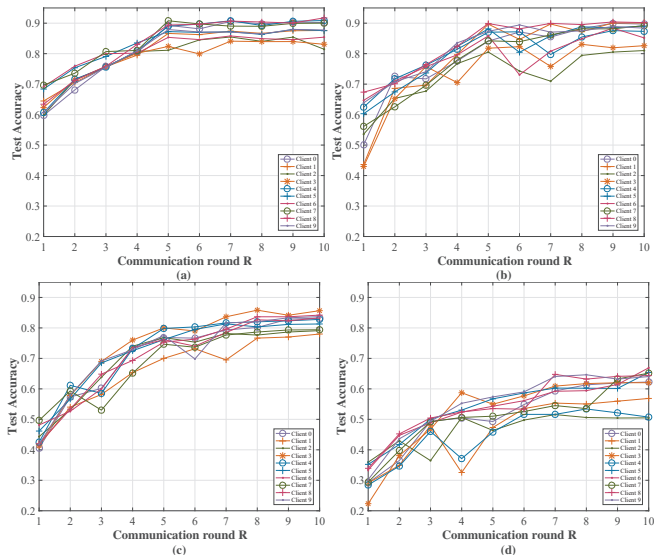 1
0.9
0.8
0.7
0.6
0.5
0.4
0.3
0.2
Test Accuracy
Client 0
Client 1
Client 2
Client 3
Client 4
Client 5
Client 6
Client 7
Client 8
Client 9
1 2 3 4 5 6 7 8 9 10
Communication round R
(a)
1
0.9
0.8
0.7
0.6
0.5
0.4
0.3
0.2
Test Accuracy
Client 0
Client 1
Client 2
Client 3
Client 4
Client 5
Client 6
Client 7
Client 8
Client 9
1 2 3 4 5 6 7 8 9 10
Communication round R
(b)
0.9
0.8
0.7
0.6
0.5
0.4
0.3
0.2
Test Accuracy
Client 0
Client 1
Client 2
Client 3
Client 4
Client 5
Client 6
Client 7
Client 8
Client 9
1 2 3 4 5 6 7 8 9 10
Communication round R
(c)
0.9
0.8
0.7
0.6
0.5
0.4
0.3
0.2
Test Accuracy
Client 0
Client 1
Client 2
Client 3
Client 4
Client 5
Client 6
Client 7
Client 8
Client 9
1 2 3 4 5 6 7 8 9 10
Communication round R
(d)